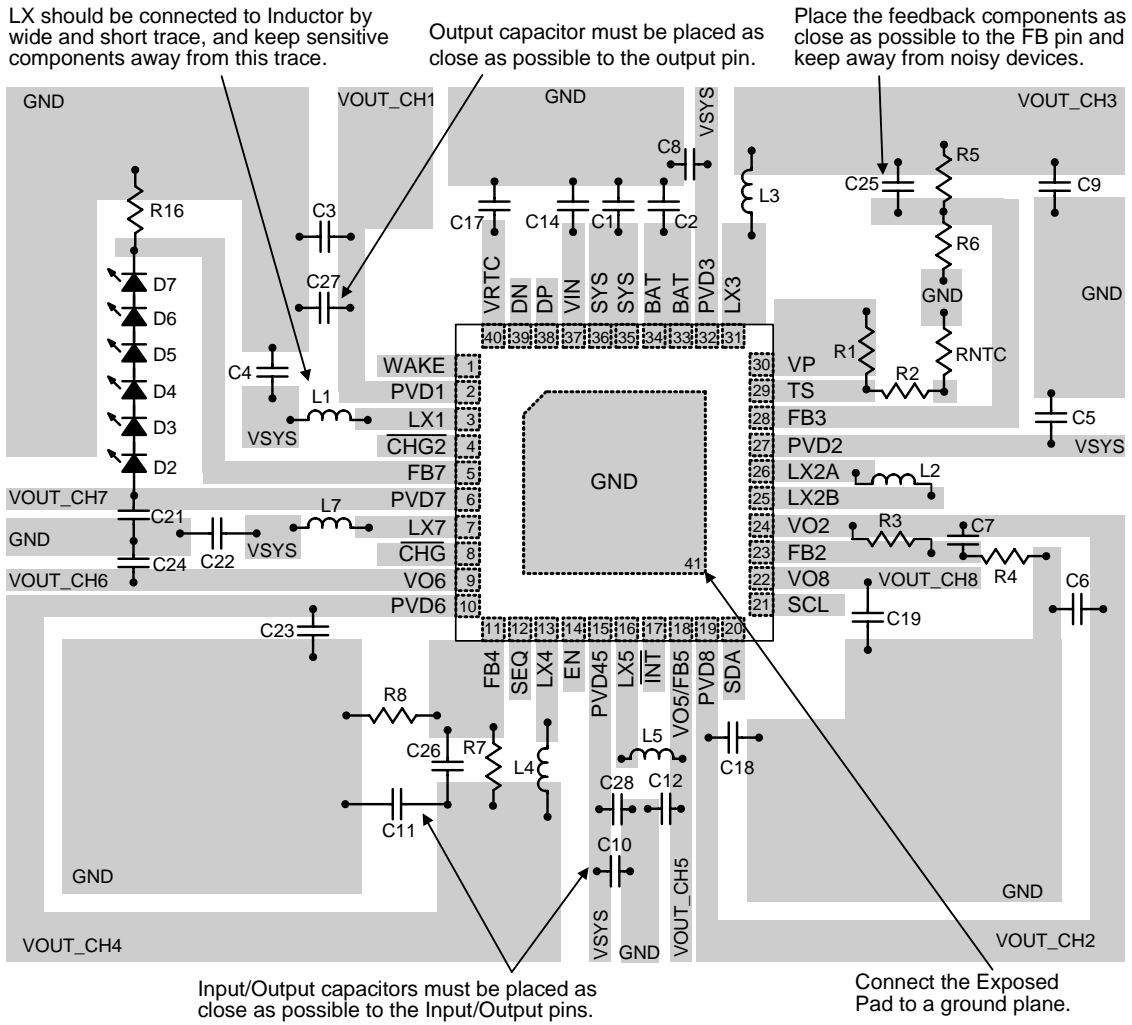 LX should be connected to Inductor by
wide and short trace, and keep sensitive
components away from this trace.
Output capacitor must be placed as
close as possible to the output pin.
Place the feedback components as
close as possible to the FB pin and
keep away from noisy devices.
GND
VOUT_CH1
GND
VSYS
VOUT_CH3
C8
R5
L3
C25
C9
R16
C3
C17
C14
C1
C2
R6
D7
C27
VRTC
DN
DP
VIN
SYS
SYS
BAT
BAT
PVD3
LX3
GND
GND
D6
40
39
38
37
36
35
34
33
32
31
D5
C4
WAKE
1
30
VP
R1
RNTC
D4
L1
PVD1
2
29
TS
R2
D3
VSYS
LX1
3
28
FB3
C5
CHG2
4
27
PVD2
VSYS
D2
FB7
5
GND
26
LX2A
L2
VOUT_CH7
PVD7
6
25
LX2B
C21
L7
LX7
7
24
VO2
R3
C7
GND
C22
VSYS
C24
CHG
8
23
FB2
R4
VOUT_CH6
VO6
9
41
22
VO8
VOUT_CH8
C6
PVD6
10
21
SCL
C19
C23
11
12
13
14
15
16
17
18
19
20
FB4
SEQ
LX4
EN
PVD45
LX5
INT
VO5/FB5
PVD8
SDA
R8
C26
R7
L4
L5
C18
C28
C12
C11
C10
GND
GND
VOUT_CH4
VSYS
GND
VOUT_CH5
VOUT_CH2
Input/Output capacitors must be placed as
close as possible to the Input/Output pins.
Connect the Exposed
Pad to a ground plane.